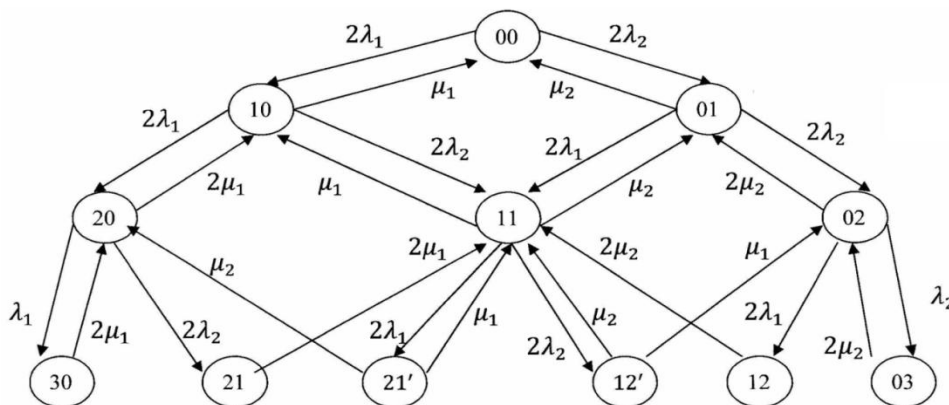 00
2λ₁ 2λ₂
μ₁ μ₂
10 01
2λ₁ 2λ₂ 2λ₁ 2λ₂
2μ₁ μ₁ μ₂ 2μ₂
20 11 02
μ₂ 2μ₁ 2μ₂ μ₁
λ₁ 2μ₁ 2λ₂ 2λ₁ μ₁ 2λ₂ μ₂ 2λ₁ 2μ₂ λ₂
30 21 21′ 12′ 12 03